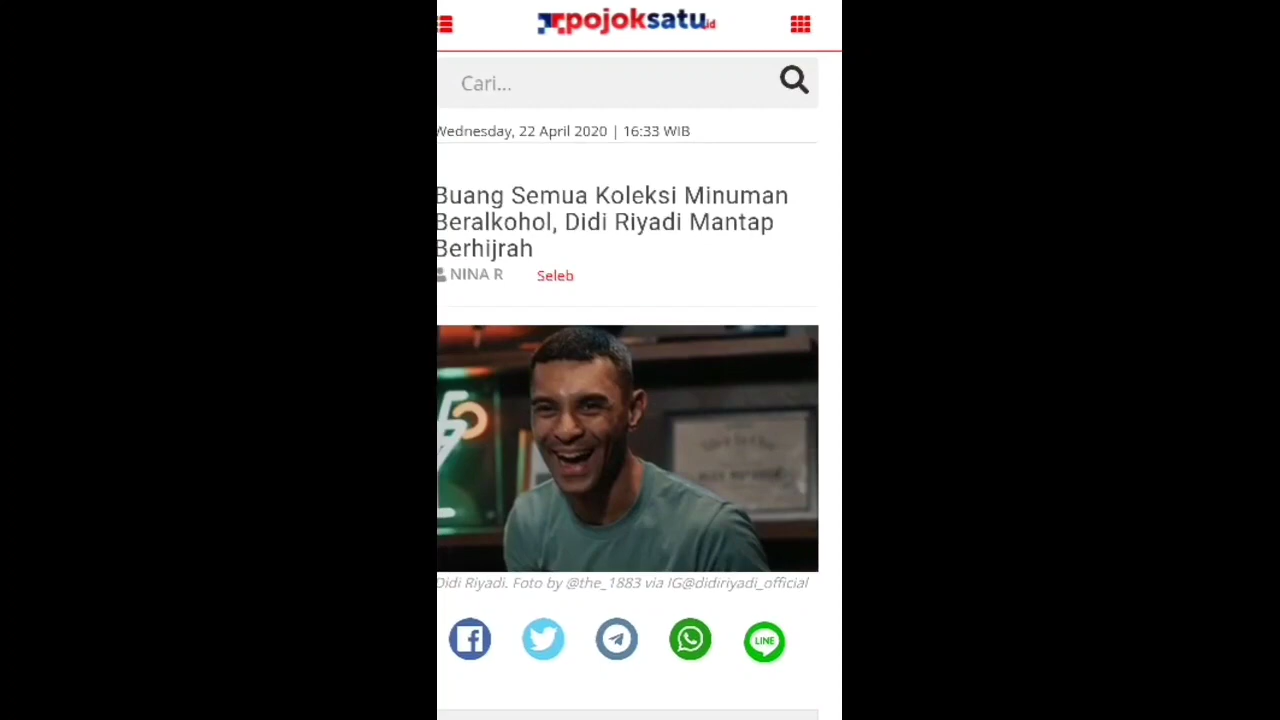 pojoksatu.id
Cari...
Wednesday, 22 April 2020 | 16:33 WIB
Buang Semua Koleksi Minuman
Beralkohol, Didi Riyadi Mantap
Berhijrah
NINA R Seleb
Didi Riyadi. Foto by @the_1883 via IG@didiriyadi_official
LINE